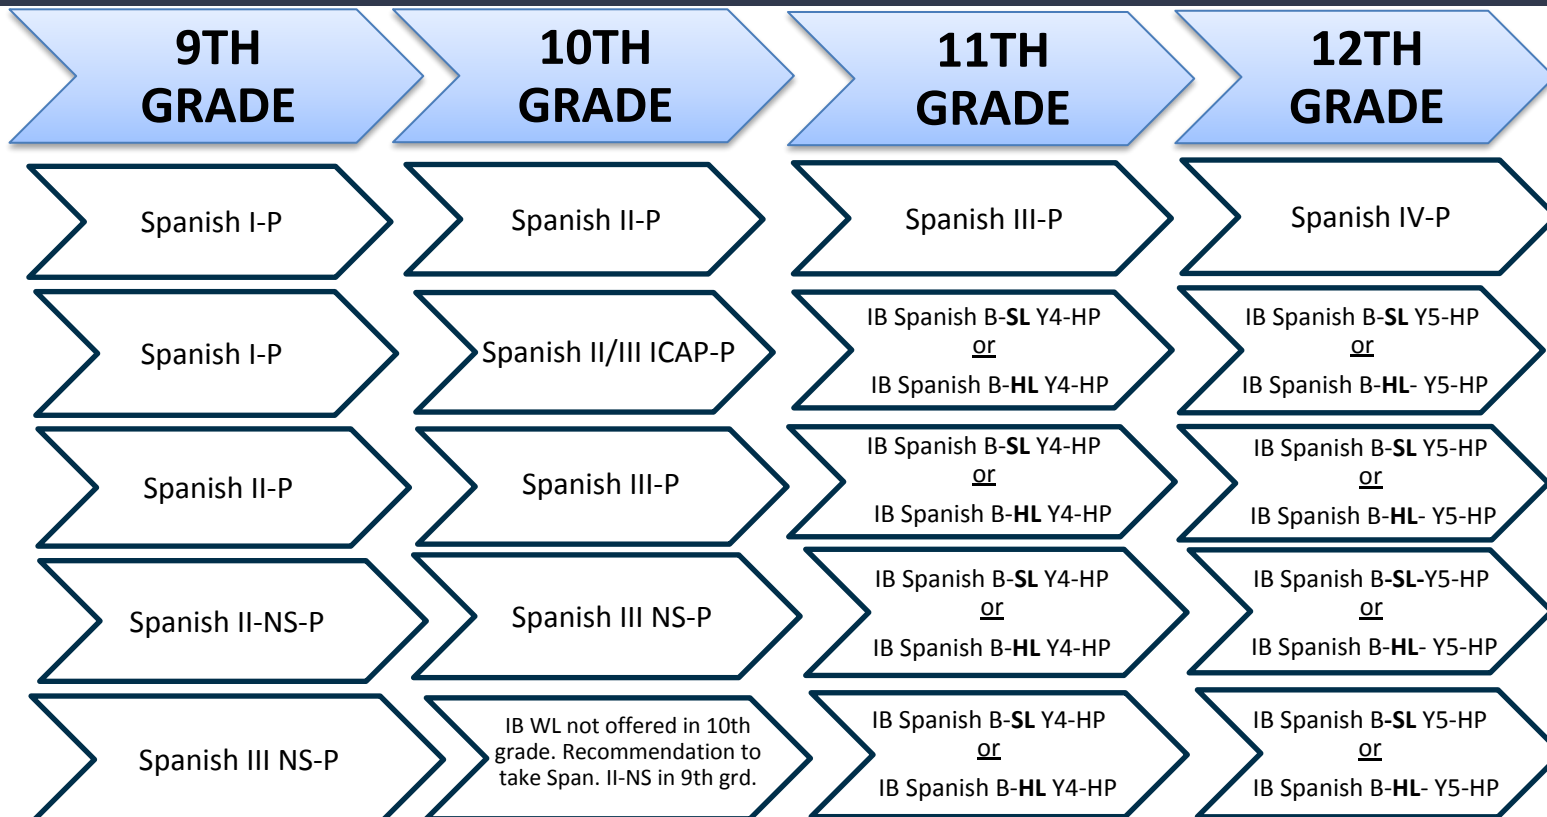 9TH
GRADE
10TH
GRADE
11TH
GRADE
12TH
GRADE
Spanish I-P
Spanish II-P
Spanish III-P
Spanish IV-P
Spanish I-P
Spanish II/III ICAP-P
IB Spanish B-SL Y4-HP
or
IB Spanish B-HL Y4-HP
IB Spanish B-SL Y5-HP
or
IB Spanish B-HL- Y5-HP
Spanish II-P
Spanish III-P
IB Spanish B-SL Y4-HP
or
IB Spanish B-HL Y4-HP
IB Spanish B-SL Y5-HP
or
IB Spanish B-HL- Y5-HP
Spanish II-NS-P
Spanish III NS-P
IB Spanish B-SL Y4-HP
or
IB Spanish B-HL Y4-HP
IB Spanish B-SL-Y5-HP
or
IB Spanish B-HL- Y5-HP
Spanish III NS-P
IB WL not offered in 10th
grade. Recommendation to
take Span. II-NS in 9th grd.
IB Spanish B-SL Y4-HP
or
IB Spanish B-HL Y4-HP
IB Spanish B-SL Y5-HP
or
IB Spanish B-HL- Y5-HP